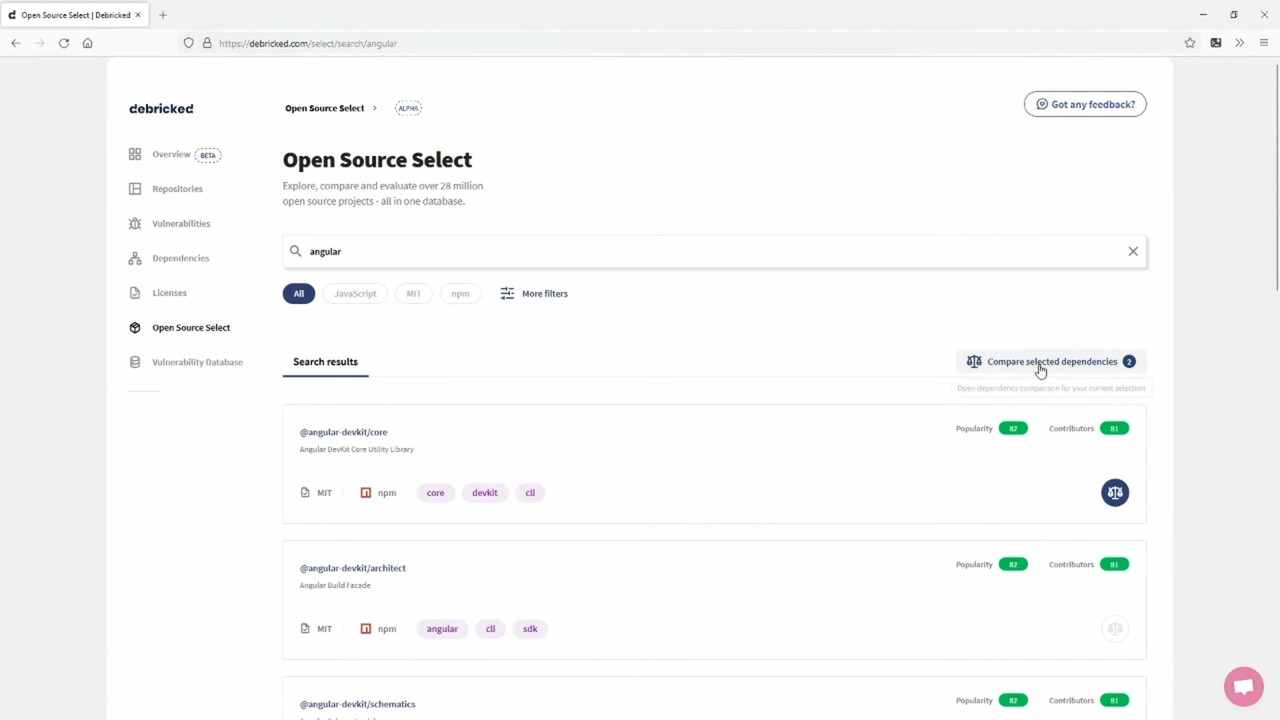 Open Source Select | Debricked
https://debricked.com/select/search/angular
debricked
Open Source Select > ALPHA
Got any feedback?
Overview BETA
Repositories
Vulnerabilities
Dependencies
Licenses
Open Source Select
Vulnerability Database
Open Source Select
Explore, compare and evaluate over 28 million
open source projects - all in one database.
angular
All JavaScript MIT npm More filters
Search results
Compare selected dependencies 2
Open dependency comparison for your current selection
@angular-devkit/core
Popularity 82 Contributors 81
Angular DevKit Core Utility Library
MIT npm core devkit cli
@angular-devkit/architect
Popularity 82 Contributors 81
Angular Build Facade
MIT npm angular cli sdk
@angular-devkit/schematics
Popularity 82 Contributors 81